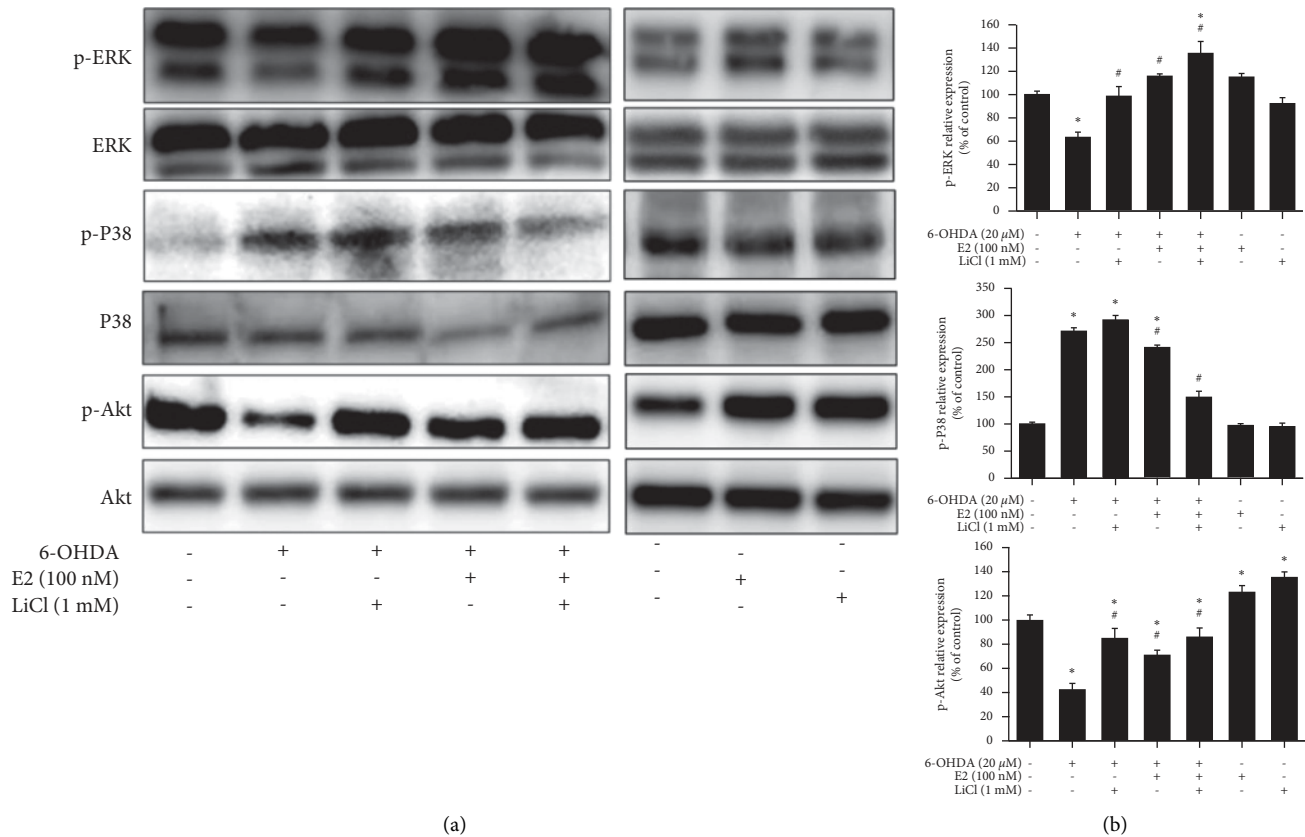 p-ERK
ERK
p-P38
P38
p-Akt
Akt
6-OHDA - + + + + - - -
E2 (100 nM) - - - + + - + -
LiCl (1 mM) - - + - + - - +
(a)
160
140
120
100
80
60
40
20
0
p-ERK relative expression
(% of control)
* # # * # 
6-OHDA (20 µM) - + + + + - -
E2 (100 nM) - - - + + + -
LiCl (1 mM) - - + - + - +
350
300
250
200
150
100
50
0
p-P38 relative expression
(% of control)
* * * # #
6-OHDA (20 µM) - + + + + - -
E2 (100 nM) - - - + + + -
LiCl (1 mM) - - + - + - +
160
140
120
100
80
60
40
20
0
p-Akt relative expression
(% of control)
* * # * # * # * *
6-OHDA (20 µM) - + + + + - -
E2 (100 nM) - - - + + + -
LiCl (1 mM) - - + - + - +
(b)